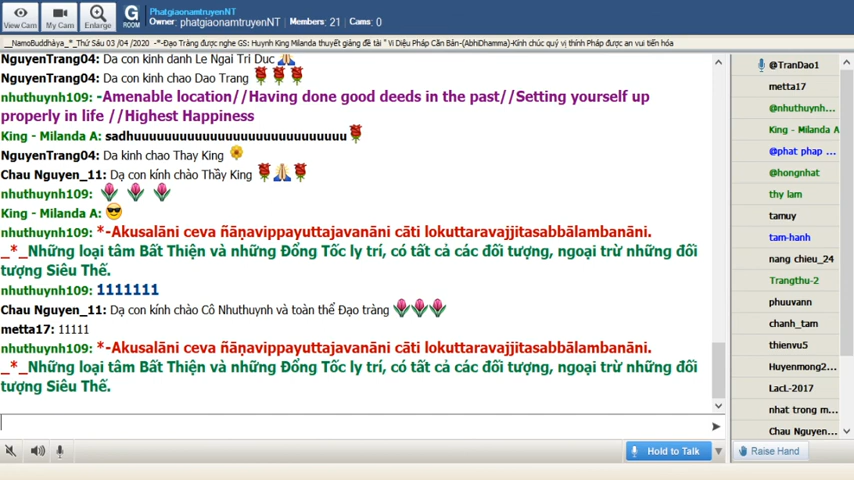 View Cam
My Cam
Enlarge
G
ROOM
PhatgiaonamtruyenNT
Owner: phatgiaonamtruyenNT | Members: 21 | Cams: 0
__NamoBuddhàya_*_Thứ Sáu 03 /04 /2020 -*-Đạo Tràng được nghe GS: Huynh King Milanda thuyết giảng đề tài " Vi Diệu Pháp Căn Bản-(AbhiDhamma)-Kính chúc quý vị thính Pháp được an vui tiến hóa
NguyenTrang04: Da con kinh danh Le Ngai Tri Duc
NguyenTrang04: Da con kinh chao Dao Trang
nhuthuynh109: -Amenable location//Having done good deeds in the past//Setting yourself up
properly in life //Highest Happiness
King - Milanda A: sadhuuuuuuuuuuuuuuuuuuuuuuuuuuuu
NguyenTrang04: Da kinh chao Thay King
Chau Nguyen_11: Dạ con kính chào Thầy King
nhuthuynh109:
King - Milanda A:
nhuthuynh109: *-Akusalāni ceva ñāṇavippayuttajavanāni cāti lokuttaravajjitasabbālambanāni.
_*_Những loại tâm Bất Thiện và những Đổng Tốc ly trí, có tất cả các đối tượng, ngoại trừ những đối
tượng Siêu Thế.
nhuthuynh109: 1111111
Chau Nguyen_11: Dạ con kính chào Cô Nhuthuynh và toàn thể Đạo tràng
metta17: 11111
nhuthuynh109: *-Akusalāni ceva ñāṇavippayuttajavanāni cāti lokuttaravajjitasabbālambanāni.
_*_Những loại tâm Bất Thiện và những Đổng Tốc ly trí, có tất cả các đối tượng, ngoại trừ những đối
tượng Siêu Thế.
Hold to Talk
@TranDao1
metta17
@nhuthuynh...
King - Milanda A
@phat phap ...
@hongnhat
thy lam
tamuy
tam-hanh
nang chieu_24
Trangthu-2
phuuvann
chanh_tam
thienvu5
Huyenmong2...
LacL-2017
nhat trong m...
Chau Nguyen...
Raise Hand